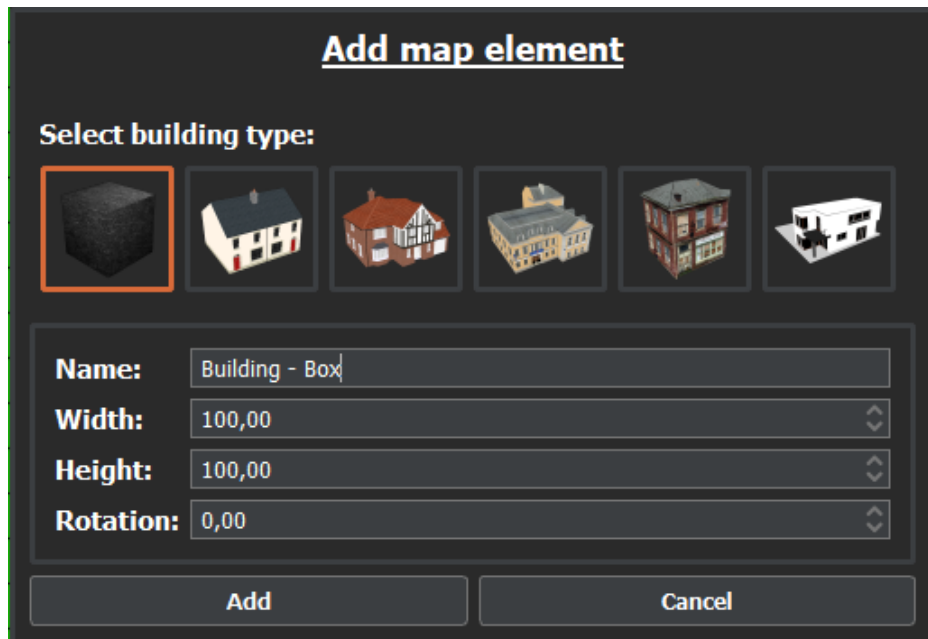 Add map element
Select building type:
Name: Building - Box
Width: 100,00
Height: 100,00
Rotation: 0,00
Add Cancel